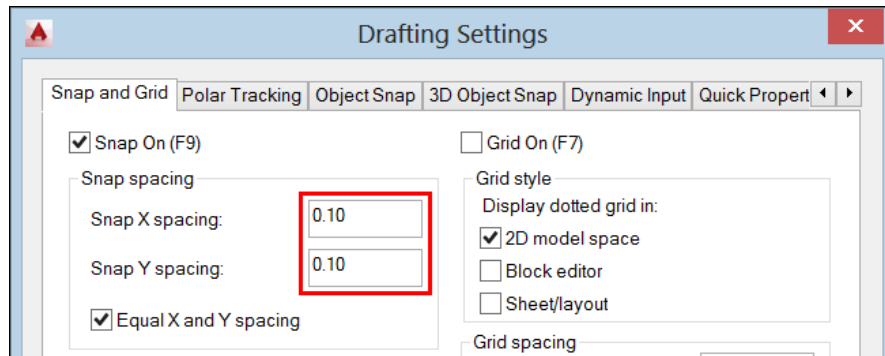 Drafting Settings
Snap and Grid Polar Tracking Object Snap 3D Object Snap Dynamic Input Quick Propert
Snap On (F9)
Grid On (F7)
Snap spacing
Snap X spacing: 0.10
Snap Y spacing: 0.10
Equal X and Y spacing
Grid style
Display dotted grid in:
2D model space
Block editor
Sheet/layout
Grid spacing